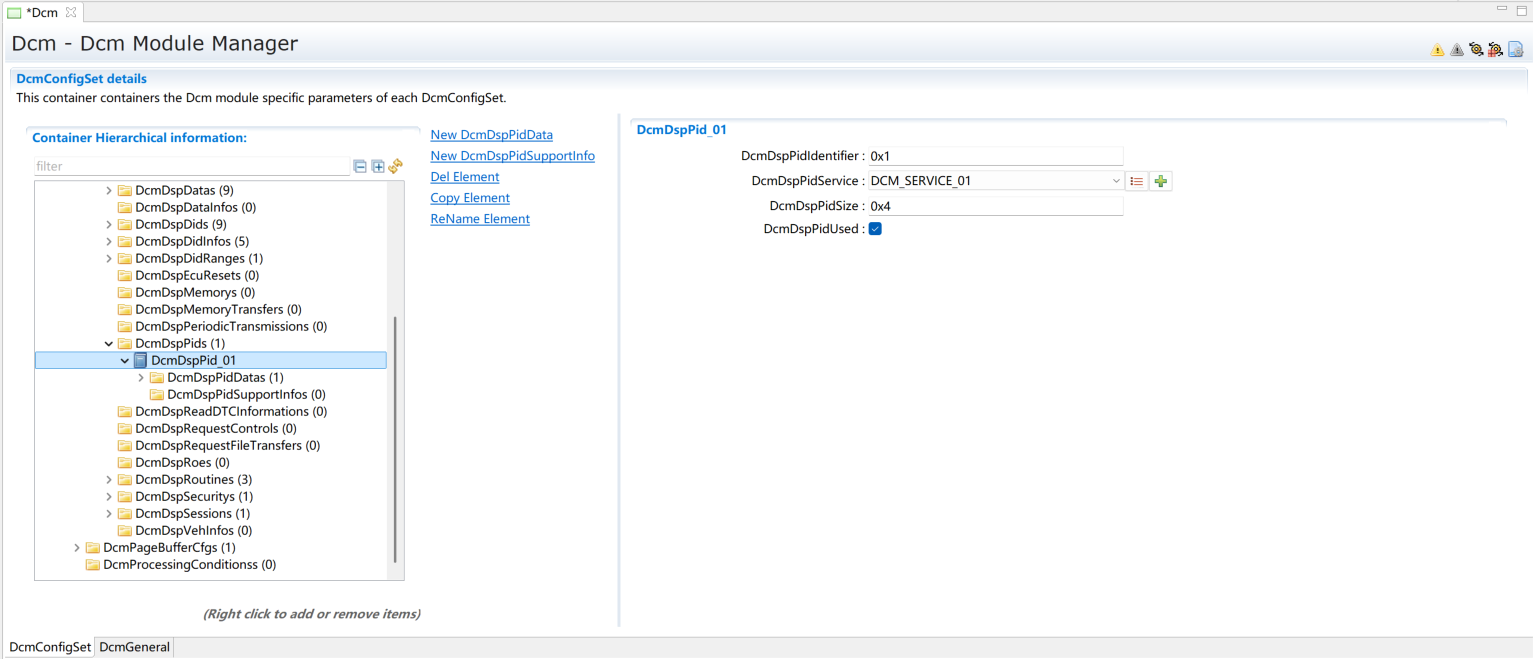 *Dcm
Dcm - Dcm Module Manager
DcmConfigSet details
This container containers the Dcm module specific parameters of each DcmConfigSet.
Container Hierarchical information:
filter
DcmDspDatas (9)
DcmDspDataInfos (0)
DcmDspDids (9)
DcmDspDidInfos (5)
DcmDspDidRanges (1)
DcmDspEcuResets (0)
DcmDspMemorys (0)
DcmDspMemoryTransfers (0)
DcmDspPeriodicTransmissions (0)
DcmDspPids (1)
DcmDspPid_01
DcmDspPidDatas (1)
DcmDspPidSupportInfos (0)
DcmDspReadDTCInformations (0)
DcmDspRequestControls (0)
DcmDspRequestFileTransfers (0)
DcmDspRoes (0)
DcmDspRoutines (3)
DcmDspSecuritys (1)
DcmDspSessions (1)
DcmDspVehInfos (0)
DcmPageBufferCfgs (1)
DcmProcessingConditionss (0)
(Right click to add or remove items)
New DcmDspPidData
New DcmDspPidSupportInfo
Del Element
Copy Element
ReName Element
DcmDspPid_01
DcmDspPidIdentifier : 0x1
DcmDspPidService : DCM_SERVICE_01
DcmDspPidSize : 0x4
DcmDspPidUsed :
DcmConfigSet DcmGeneral